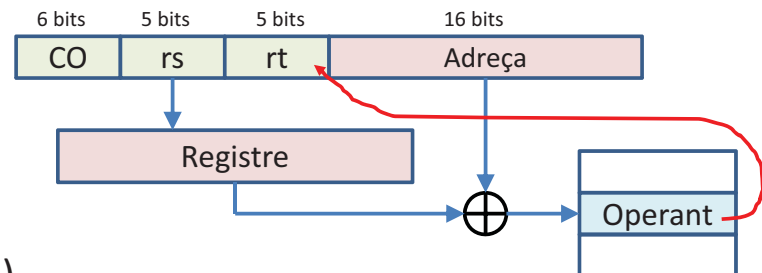 6 bits 5 bits 5 bits 16 bits
CO rs rt Adreça
Registre
Operant
)